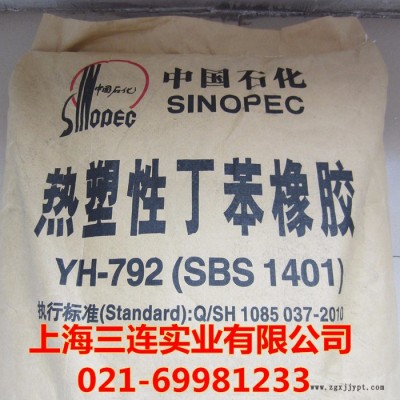 中国石化
SINOPEC
中国石化
SINOPEC
热塑性丁苯橡胶
YH-792 (SBS 1401)
执行标准(Standard):Q/SH 1085 037-2010
上海三连实业有限公司
021-69981233
www.zgxjjypt.com